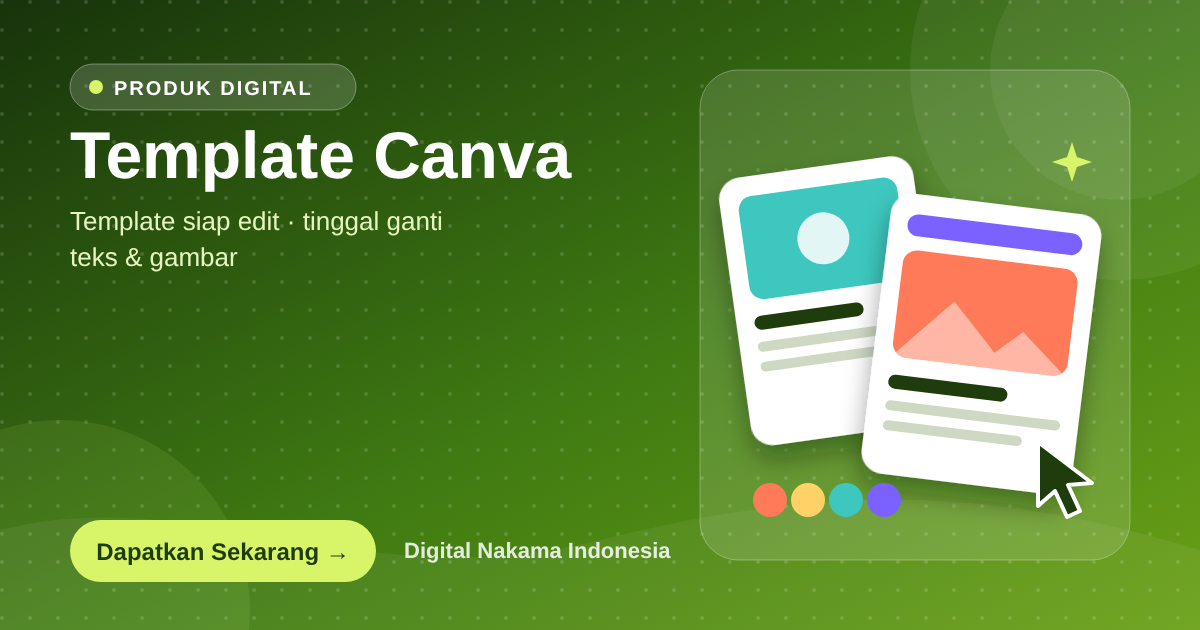 PRODUK DIGITAL
Template Canva
Template siap edit · tinggal ganti
teks & gambar
Dapatkan Sekarang →
Digital Nakama Indonesia